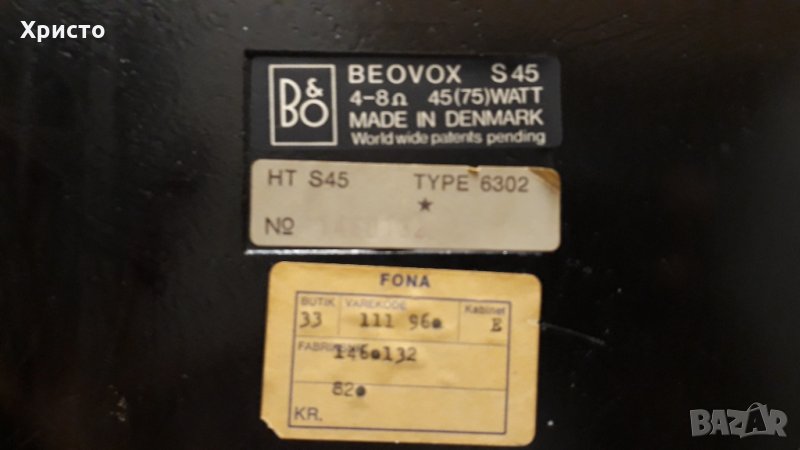 Христо
B&O
BEOVOX S45
4-8Ω 45(75)WATT
MADE IN DENMARK
World wide patents pending
HT S45 TYPE 6302
★
№
FONA
BUTIK VAREKODE Kabinet
33 111 96● E
146●132
82●
KR.
BAZAR